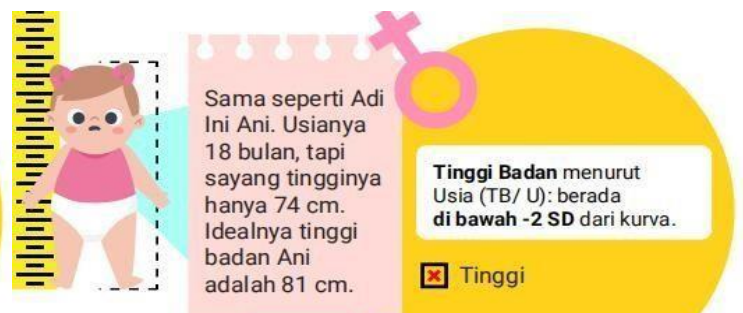 Sama seperti Adi
Ini Ani. Usianya
18 bulan, tapi
sayang tingginya
hanya 74 cm.
Idealnya tinggi
badan Ani
adalah 81 cm.
Tinggi Badan menurut
Usia (TB/ U): berada
di bawah -2 SD dari kurva.
Tinggi